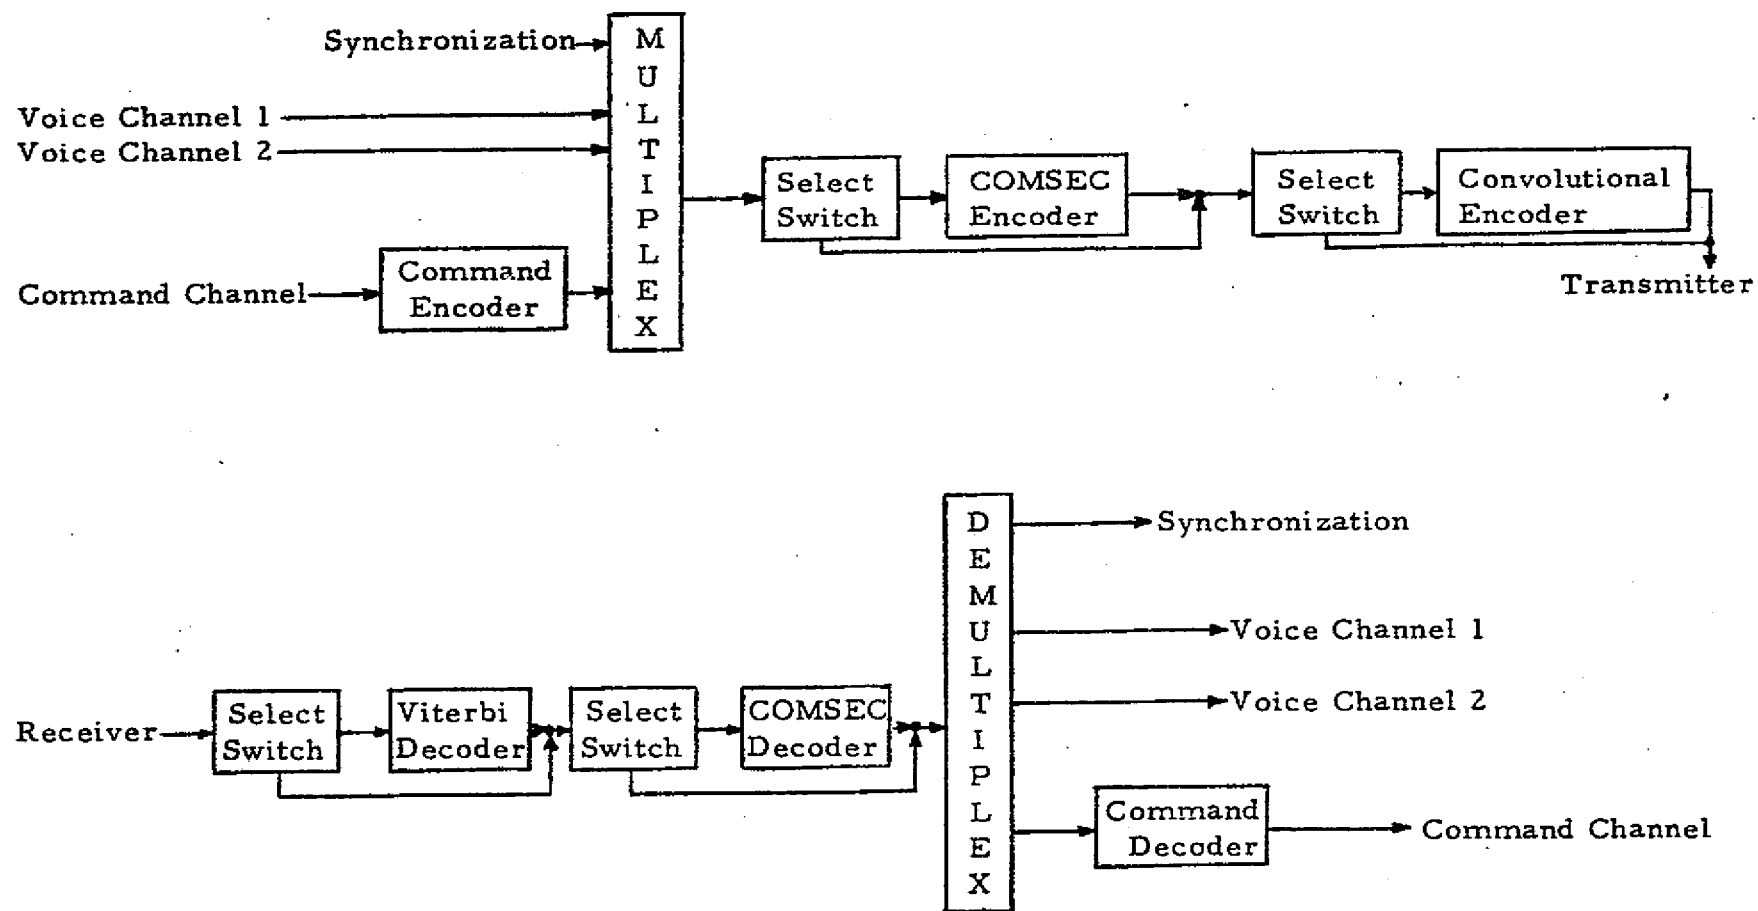 Synchronization
MULTIPLEX
Voice Channel 1
Voice Channel 2
Select
Switch
COMSEC
Encoder
Select
Switch
Convolutional
Encoder
Command Channel
Command
Encoder
Transmitter
DEMULTIPLEX
Synchronization
Voice Channel 1
Voice Channel 2
Receiver
Select
Switch
Viterbi
Decoder
Select
Switch
COMSEC
Decoder
Command
Decoder
Command Channel